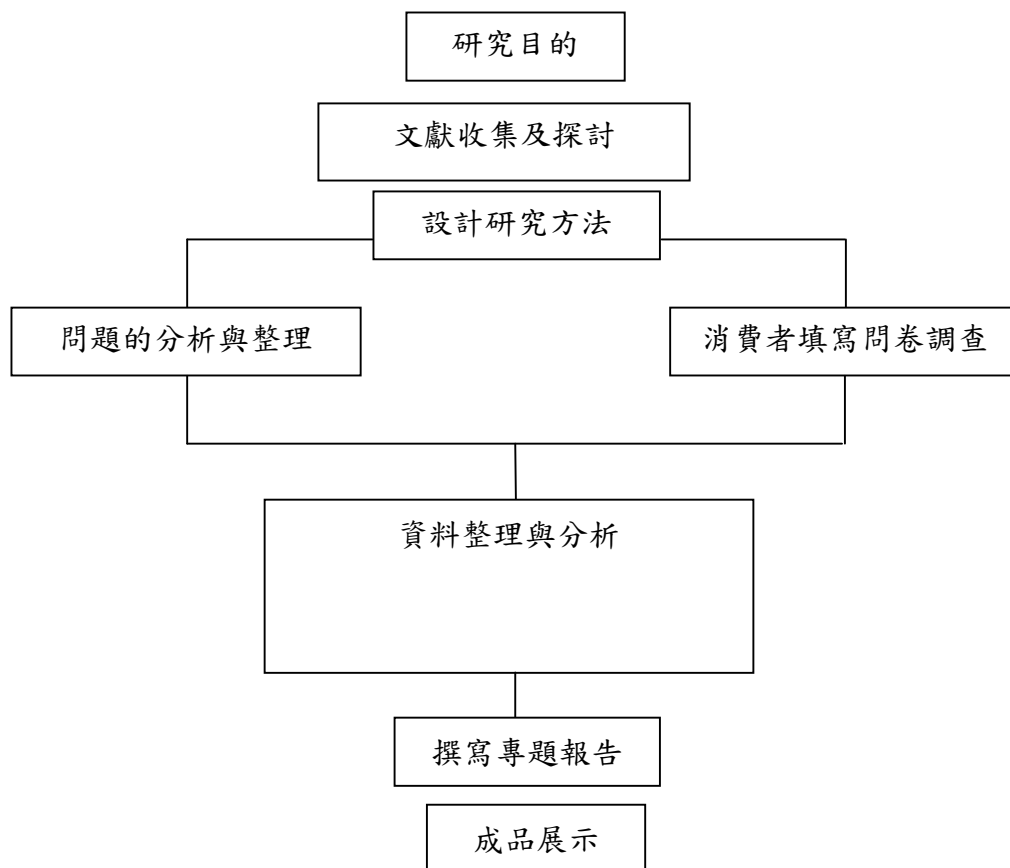 研究目的
文獻收集及探討
設計研究方法
問題的分析與整理
消費者填寫問卷調查
資料整理與分析
撰寫專題報告
成品展示